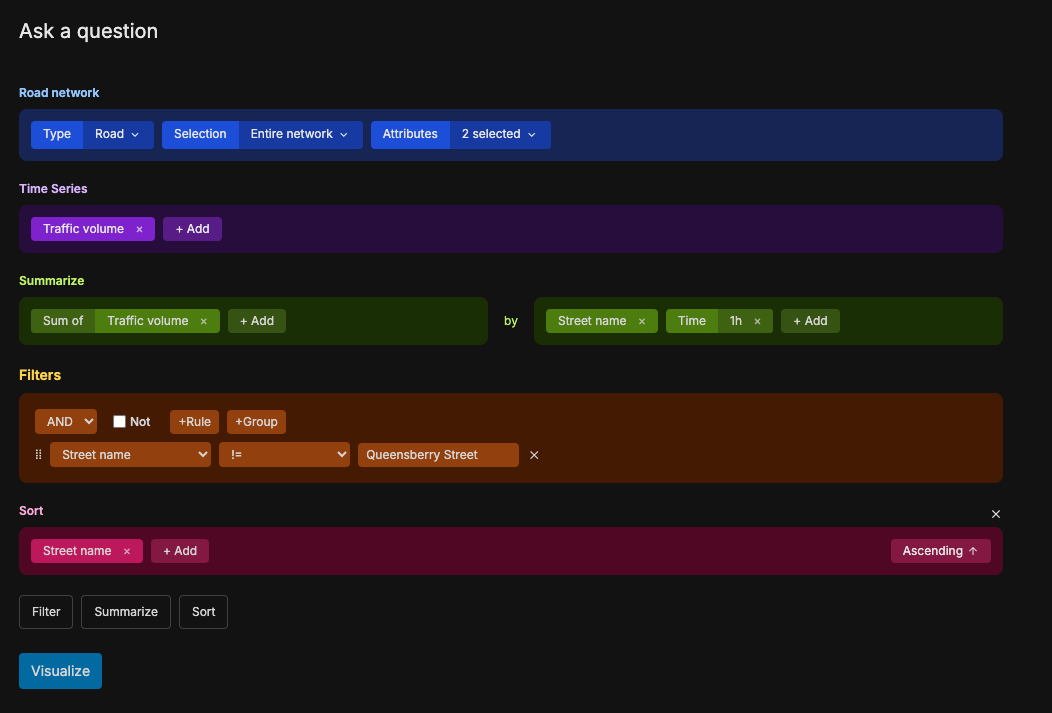 Ask a question
Road network
Type Road Selection Entire network Attributes 2 selected
Time Series
Traffic volume × + Add
Summarize
Sum of Traffic volume × + Add by Street name × Time 1h × + Add
Filters
AND Not +Rule +Group
Street name != Queensberry Street ×
Sort ×
Street name × + Add Ascending ↑
Filter Summarize Sort
Visualize